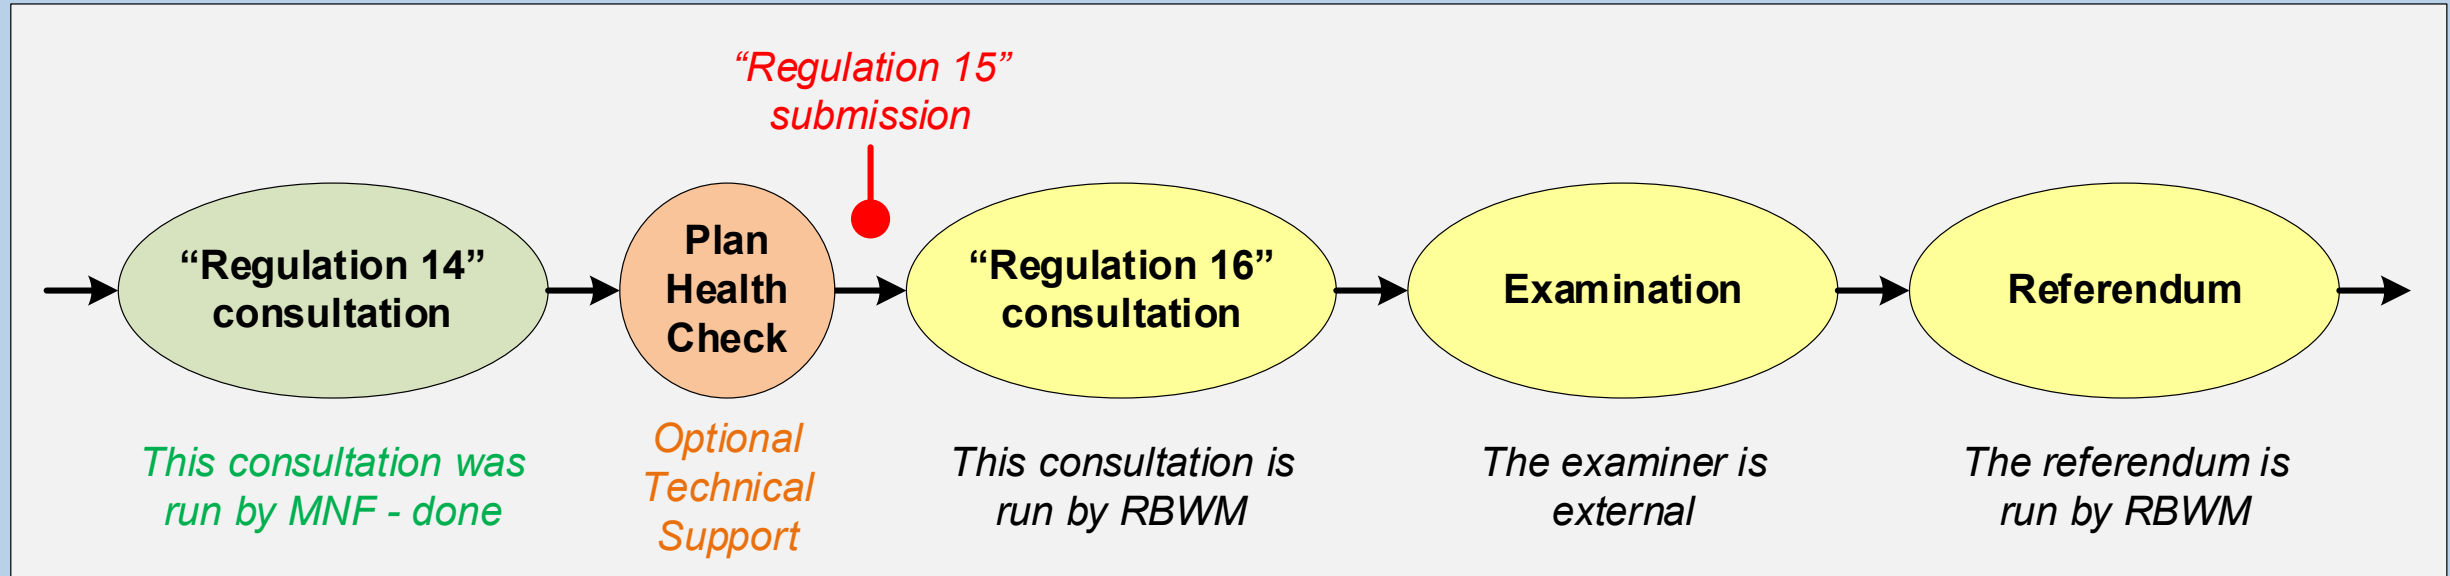 “Regulation 15”
submission
“Regulation 14”
consultation
Plan
Health
Check
“Regulation 16”
consultation
Examination
Referendum
This consultation was
run by MNF - done
Optional
Technical
Support
This consultation is
run by RBWM
The examiner is
external
The referendum is
run by RBWM